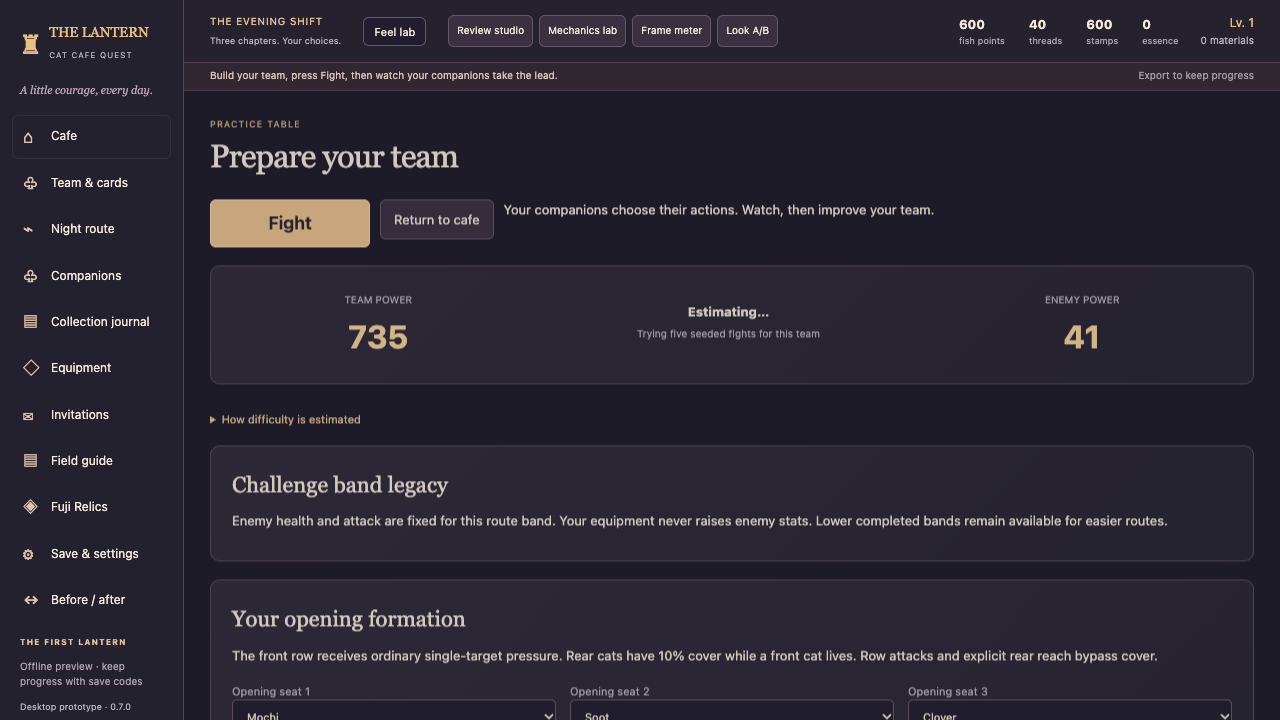 THE LANTERN
CAT CAFE QUEST
A little courage, every day.
Cafe
Team & cards
Night route
Companions
Collection journal
Equipment
Invitations
Field guide
Fuji Relics
Save & settings
Before / after
THE FIRST LANTERN
Offline preview · keep
progress with save codes
Desktop prototype · 0.7.0
THE EVENING SHIFT
Three chapters. Your choices.
Feel lab
Review studio
Mechanics lab
Frame meter
Look A/B
600
fish points
40
threads
600
stamps
0
essence
Lv. 1
0 materials
Build your team, press Fight, then watch your companions take the lead.
Export to keep progress
PRACTICE TABLE
Prepare your team
Fight
Return to cafe
Your companions choose their actions. Watch, then improve your team.
TEAM POWER
735
Estimating...
Trying five seeded fights for this team
ENEMY POWER
41
How difficulty is estimated
Challenge band legacy
Enemy health and attack are fixed for this route band. Your equipment never raises enemy stats. Lower completed bands remain available for easier routes.
Your opening formation
The front row receives ordinary single-target pressure. Rear cats have 10% cover while a front cat lives. Row attacks and explicit rear reach bypass cover.
Opening seat 1
Opening seat 2
Opening seat 3
Mochi
Soot
Clover